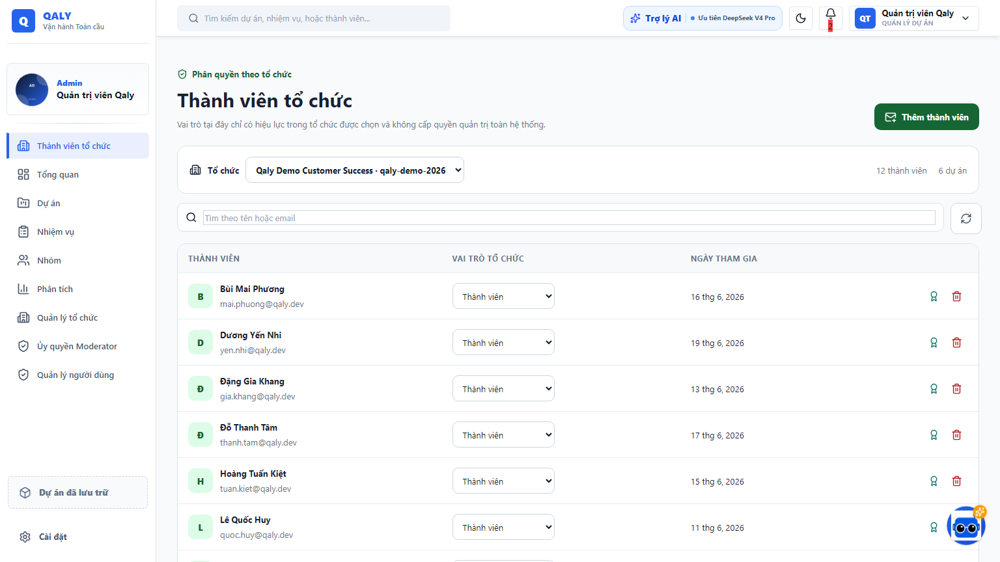 Q
QALY
Vận hành Toàn cầu
Tìm kiếm dự án, nhiệm vụ, hoặc thành viên...
Trợ lý AI
Ưu tiên DeepSeek V4 Pro
2
QT
Quản trị viên Qaly
QUẢN LÝ DỰ ÁN
AD
Admin
Quản trị viên Qaly
Thành viên tổ chức
Tổng quan
Dự án
Nhiệm vụ
Nhóm
Phân tích
Quản lý tổ chức
Ủy quyền Moderator
Quản lý người dùng
Dự án đã lưu trữ
Cài đặt
Phân quyền theo tổ chức
Thành viên tổ chức
Vai trò tại đây chỉ có hiệu lực trong tổ chức được chọn và không cấp quyền quản trị toàn hệ thống.
Thêm thành viên
Tổ chức
Qaly Demo Customer Success · qaly-demo-2026
12 thành viên 6 dự án
Tìm theo tên hoặc email
THÀNH VIÊN VAI TRÒ TỔ CHỨC NGÀY THAM GIA
B
Bùi Mai Phương
mai.phuong@qaly.dev
Thành viên
16 thg 6, 2026
D
Dương Yến Nhi
yen.nhi@qaly.dev
Thành viên
19 thg 6, 2026
Đ
Đặng Gia Khang
gia.khang@qaly.dev
Thành viên
13 thg 6, 2026
Đ
Đỗ Thanh Tâm
thanh.tam@qaly.dev
Thành viên
17 thg 6, 2026
H
Hoàng Tuấn Kiệt
tuan.kiet@qaly.dev
Thành viên
15 thg 6, 2026
L
Lê Quốc Huy
quoc.huy@qaly.dev
Thành viên
11 thg 6, 2026